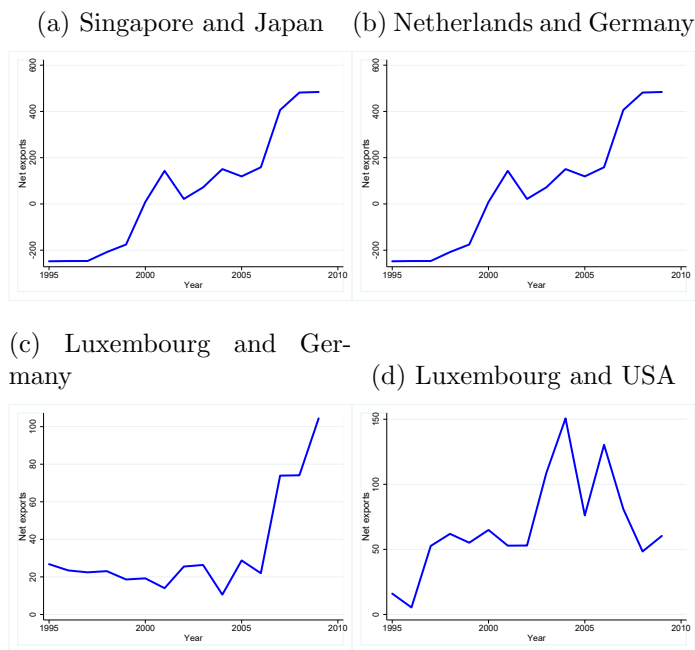 (a) Singapore and Japan
(b) Netherlands and Germany
600
400
200
0
-200
Net exports
1995 2000 2005 2010
Year
600
400
200
0
-200
Net exports
1995 2000 2005 2010
Year
(c) Luxembourg and Ger-
many
(d) Luxembourg and USA
100
80
60
40
20
0
Net exports
1995 2000 2005 2010
Year
150
100
50
0
Net exports
1995 2000 2005 2010
Year